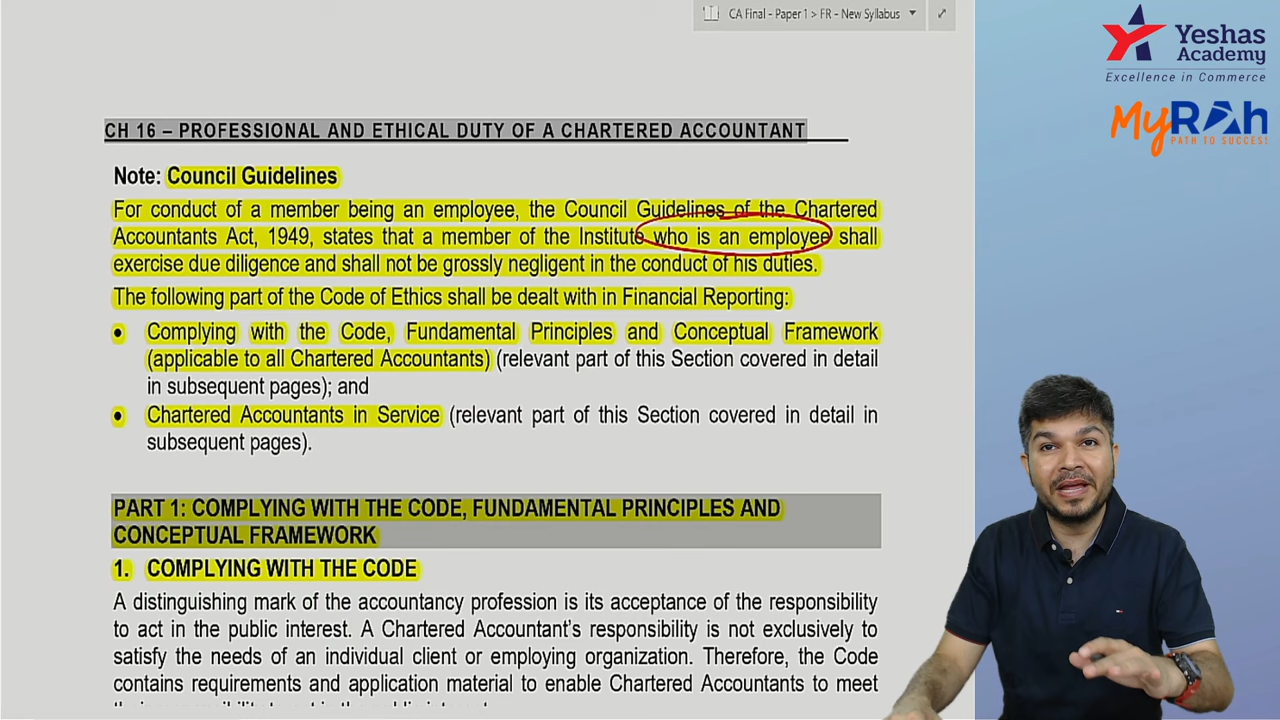 CA Final - Paper 1 > FR - New Syllabus
Yeshas
Academy
Excellence in Commerce
MyRAh
PATH TO SUCCESS!
CH 16 – PROFESSIONAL AND ETHICAL DUTY OF A CHARTERED ACCOUNTANT
Note: Council Guidelines
For conduct of a member being an employee, the Council Guidelines of the Chartered
Accountants Act, 1949, states that a member of the Institute who is an employee shall
exercise due diligence and shall not be grossly negligent in the conduct of his duties.
The following part of the Code of Ethics shall be dealt with in Financial Reporting:
• Complying with the Code, Fundamental Principles and Conceptual Framework
(applicable to all Chartered Accountants) (relevant part of this Section covered in detail
in subsequent pages); and
• Chartered Accountants in Service (relevant part of this Section covered in detail in
subsequent pages).
PART 1: COMPLYING WITH THE CODE, FUNDAMENTAL PRINCIPLES AND
CONCEPTUAL FRAMEWORK
1. COMPLYING WITH THE CODE
A distinguishing mark of the accountancy profession is its acceptance of the responsibility
to act in the public interest. A Chartered Accountant's responsibility is not exclusively to
satisfy the needs of an individual client or employing organization. Therefore, the Code
contains requirements and application material to enable Chartered Accountants to meet